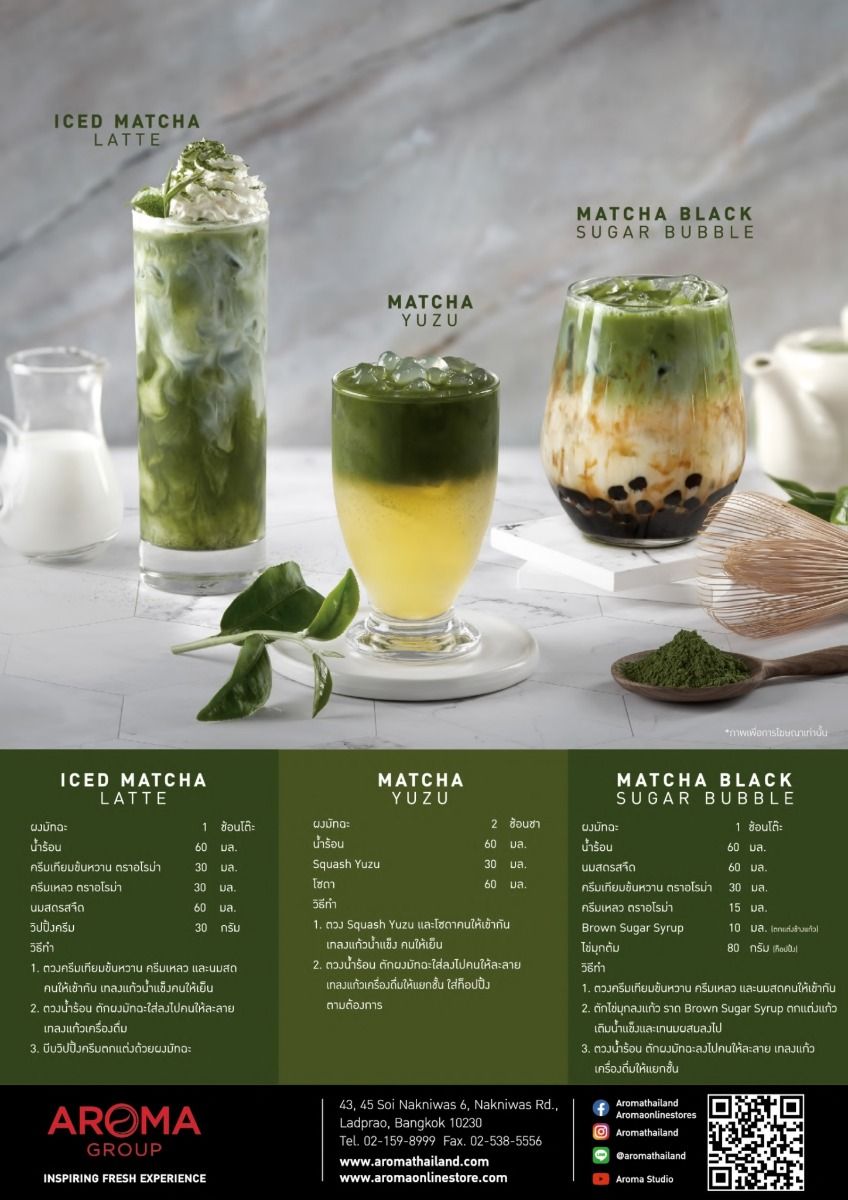 ICED MATCHA
LATTE
MATCHA BLACK
SUGAR BUBBLE
MATCHA
YUZU
*ภาพเพื่อการโฆษณาเท่านั้น
ICED MATCHA
LATTE
ผงมัทฉะ 1 ช้อนโต๊ะ
น้ำร้อน 60 มล.
ครีมเทียมข้นหวาน ตราอโรม่า 30 มล.
ครีมเหลว ตราอโรม่า 30 มล.
นมสดรสจืด 60 มล.
วิปปิ้งครีม 30 กรัม
วิธีทำ
1. ตวงครีมเทียมข้นหวาน ครีมเหลว และนมสด
คนให้เข้ากัน เทลงแก้วน้ำแข็งคนให้เย็น
2. ตวงน้ำร้อน ตักผงมัทฉะใส่ลงไปคนให้ละลาย
เทลงแก้วเครื่องดื่ม
3. บีบวิปปิ้งครีมตกแต่งด้วยผงมัทฉะ
MATCHA
YUZU
ผงมัทฉะ 2 ช้อนชา
น้ำร้อน 60 มล.
Squash Yuzu 30 มล.
โซดา 60 มล.
วิธีทำ
1. ตวง Squash Yuzu และโซดาคนให้เข้ากัน
เทลงแก้วน้ำแข็ง คนให้เย็น
2. ตวงน้ำร้อน ตักผงมัทฉะใส่ลงไปคนให้ละลาย
เทลงแก้วเครื่องดื่มให้แยกชั้น ใส่ท็อปปิ้ง
ตามต้องการ
MATCHA BLACK
SUGAR BUBBLE
ผงมัทฉะ 1 ช้อนโต๊ะ
น้ำร้อน 60 มล.
นมสดรสจืด 60 มล.
ครีมเทียมข้นหวาน ตราอโรม่า 30 มล.
ครีมเหลว ตราอโรม่า 15 มล.
Brown Sugar Syrup 10 มล. (ตกแต่งข้างแก้ว)
ไข่มุกต้ม 80 กรัม (ท็อปปิ้ง)
วิธีทำ
1. ตวงครีมเทียมข้นหวาน ครีมเหลว และนมสดคนให้เข้ากัน
2. ตักไข่มุกลงแก้ว ราด Brown Sugar Syrup ตกแต่งแก้ว
เติมน้ำแข็งและเทนมผสมลงไป
3. ตวงน้ำร้อน ตักผงมัทฉะลงไปคนให้ละลาย เทลงแก้ว
เครื่องดื่มให้แยกชั้น
AROMA
GROUP
INSPIRING FRESH EXPERIENCE
43, 45 Soi Nakniwas 6, Nakniwas Rd.,
Ladprao, Bangkok 10230
Tel. 02-159-8999 Fax. 02-538-5556
www.aromathailand.com
www.aromaonlinestore.com
Aromathailand
Aromaonlinestores
Aromathailand
@aromathailand
Aroma Studio